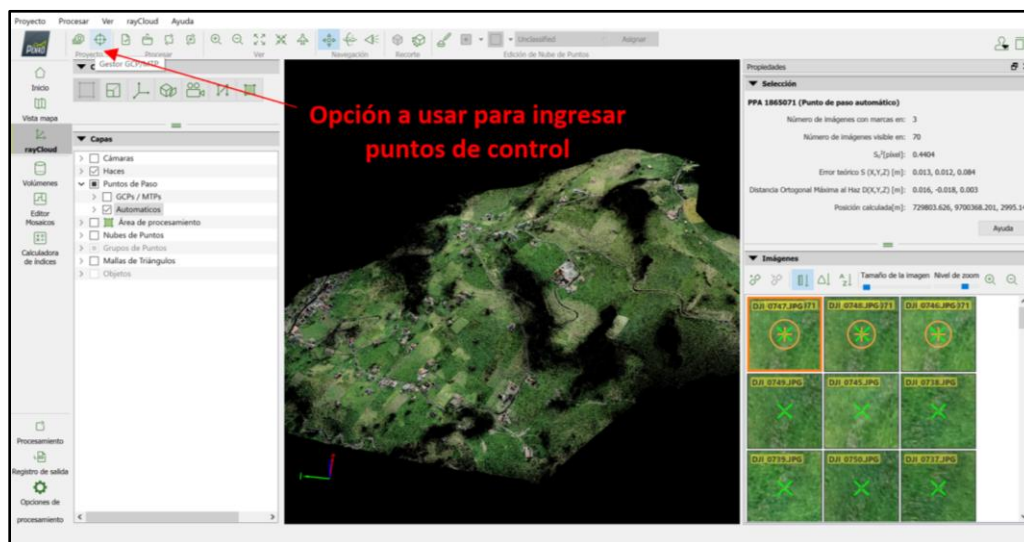 Proyecto Procesar Ver rayCloud Ayuda
Unclassified Asignar
Proyecto Procesar Ver Navegación Recorte Edición de Nube de Puntos
Gestor GCP/MTP
Inicio
Vista mapa
rayCloud
Volúmenes
Editor
Mosaicos
Calculadora
de índices
Procesamiento
Registro de salida
Opciones de
procesamiento
Capas
Cámaras
Haces
Puntos de Paso
GCPs / MTPs
Automaticos
Área de procesamiento
Nubes de Puntos
Grupos de Puntos
Mallas de Triángulos
Objetos
Opción a usar para ingresar
puntos de control
Propiedades
Selección
PPA 1865071 (Punto de paso automático)
Número de imágenes con marcas en: 3
Número de imágenes visible en: 70
[píxel]: 0.4404
Error teórico S (X,Y,Z) [m]: 0.013, 0.012, 0.084
Distancia Ortogonal Máxima al Haz D(X,Y,Z) [m]: 0.016, -0.018, 0.003
Posición calculada[m]: 729803.626, 9700368.201,
Ayuda
Imágenes
Tamaño de la imagen Nivel de zoom
DJI_0747.JPG DJI_0748.JPG DJI_0746.JPG
DJI_0749.JPG DJI_0745.JPG DJI_0738.JPG
DJI_0739.JPG DJI_0750.JPG DJI_0737.JPG